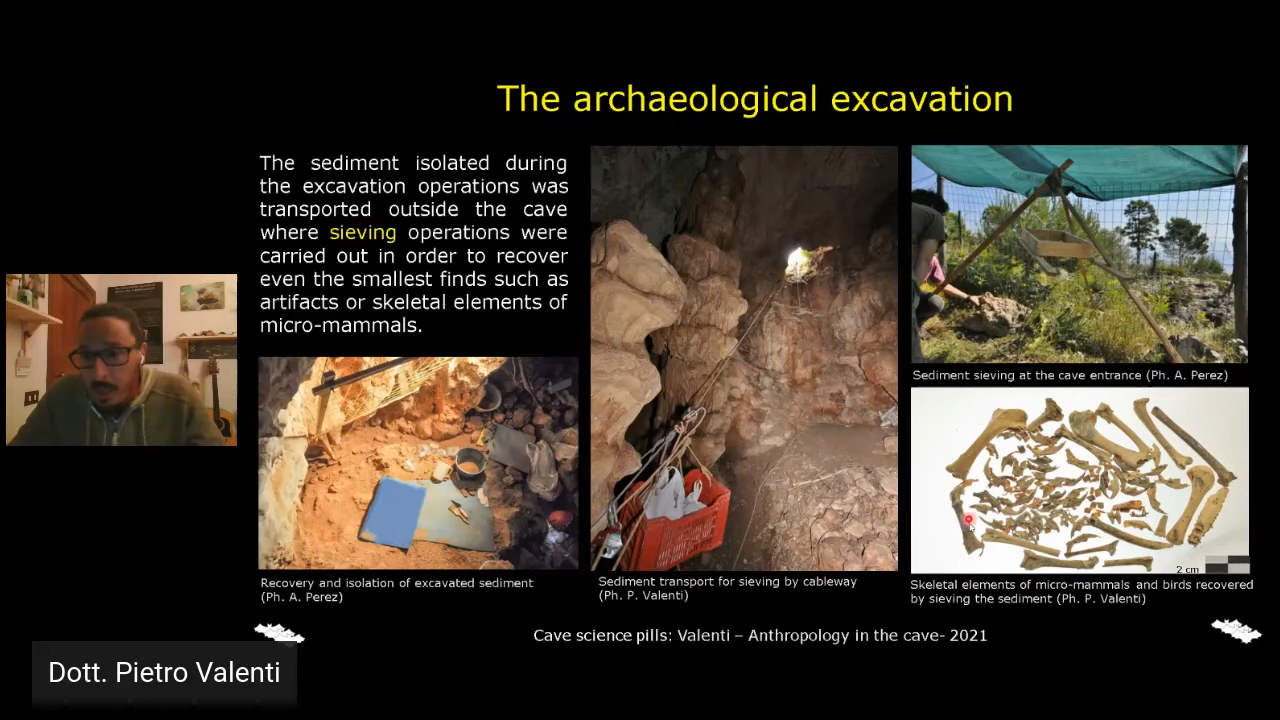 The archaeological excavation
The sediment isolated during
the excavation operations was
transported outside the cave
where sieving operations were
carried out in order to recover
even the smallest finds such as
artifacts or skeletal elements of
micro-mammals.
Recovery and isolation of excavated sediment
(Ph. A. Perez)
Sediment transport for sieving by cableway
(Ph. P. Valenti)
Sediment sieving at the cave entrance (Ph. A. Perez)
2 cm
Skeletal elements of micro-mammals and birds recovered
by sieving the sediment (Ph. P. Valenti)
Cave science pills: Valenti – Anthropology in the cave- 2021
Dott. Pietro Valenti